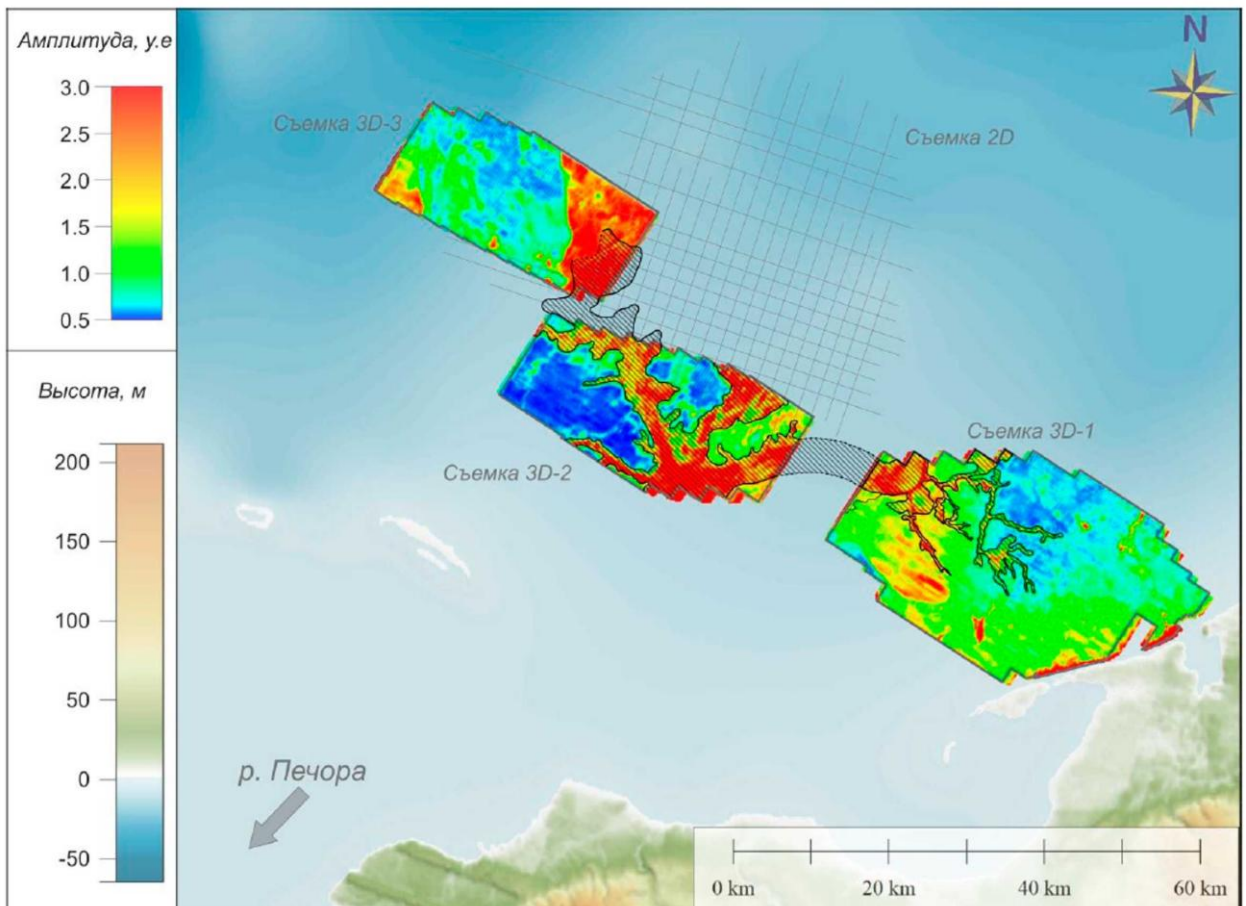 Амплитуда, у.е
3.0
2.5
2.0
1.5
1.0
0.5
Высота, м
200
150
100
50
0
-50
N
Съемка 3D-3
Съемка 2D
Съемка 3D-2
Съемка 3D-1
р. Печора
0 km 20 km 40 km 60 km